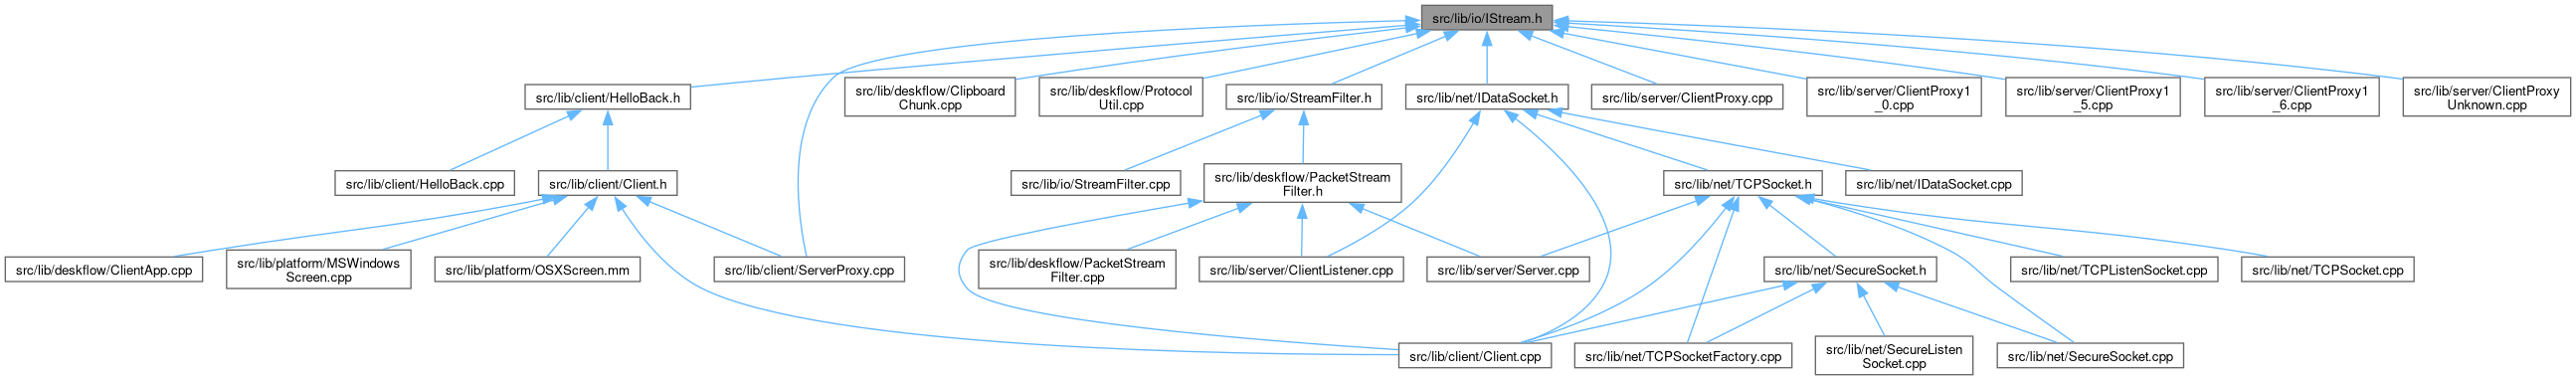 src/lib/io/IStream.h
src/lib/client/HelloBack.h
src/lib/deskflow/Clipboard
Chunk.cpp
src/lib/deskflow/Protocol
Util.cpp
src/lib/io/StreamFilter.h
src/lib/net/IDataSocket.h
src/lib/server/ClientProxy.cpp
src/lib/server/ClientProxy1
_0.cpp
src/lib/server/ClientProxy1
_5.cpp
src/lib/server/ClientProxy1
_6.cpp
src/lib/server/ClientProxy
Unknown.cpp
src/lib/client/HelloBack.cpp
src/lib/client/Client.h
src/lib/io/StreamFilter.cpp
src/lib/deskflow/PacketStream
Filter.h
src/lib/net/TCPSocket.h
src/lib/net/IDataSocket.cpp
src/lib/deskflow/ClientApp.cpp
src/lib/platform/MSWindows
Screen.cpp
src/lib/platform/OSXScreen.mm
src/lib/client/ServerProxy.cpp
src/lib/deskflow/PacketStream
Filter.cpp
src/lib/server/ClientListener.cpp
src/lib/server/Server.cpp
src/lib/net/SecureSocket.h
src/lib/net/TCPListenSocket.cpp
src/lib/net/TCPSocket.cpp
src/lib/client/Client.cpp
src/lib/net/TCPSocketFactory.cpp
src/lib/net/SecureListen
Socket.cpp
src/lib/net/SecureSocket.cpp